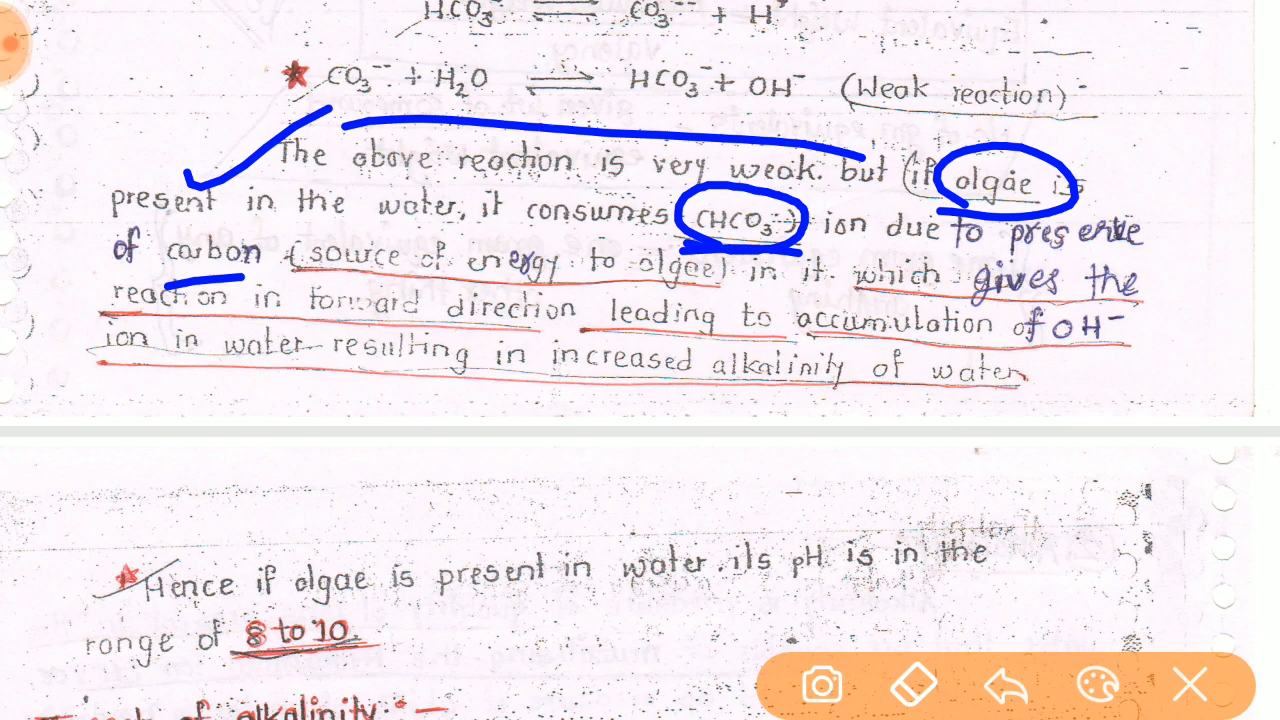 HCO₃⁻ ⇌ CO₃⁻⁻ + H⁺
* CO₃⁻⁻ + H₂O ⇌ HCO₃⁻ + OH⁻ (Weak reaction)
The above reaction is very weak. but (if algae is
present in the water, it consumes (HCO₃⁻) ion due to presence
of carbon (source of energy to algae) in it which gives the
reaction in forward direction leading to accumulation of OH⁻
ion in water resulting in increased alkalinity of water
* Hence if algae is present in water. its pH is in the
range of 8 to 10.
of alkalinity: –